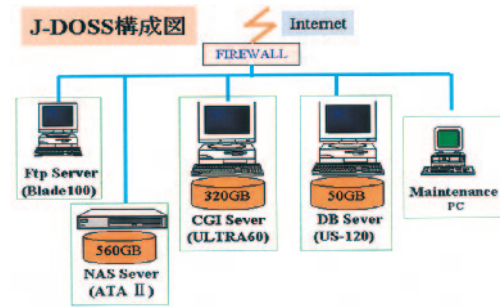 J-DOSS構成図
Internet
FIREWALL
Ftp Server
(Blade100)
560GB
NAS Sever
(ATA II)
320GB
CGI Sever
(ULTRA60)
50GB
DB Sever
(US-120)
Maintenance
PC